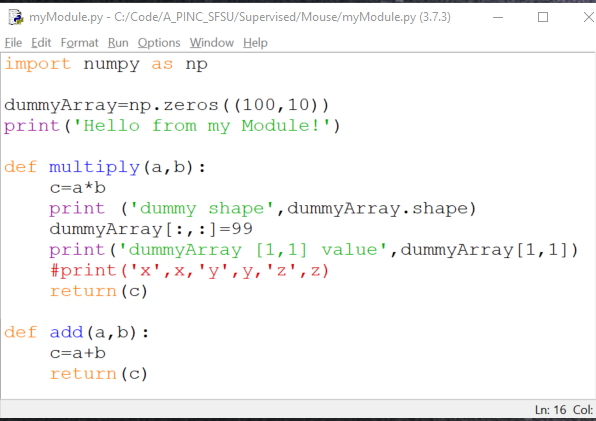 myModule.py - C:/Code/A_PINC_SFSU/Supervised/Mouse/myModule.py (3.7.3)
File Edit Format Run Options Window Help
import numpy as np

dummyArray=np.zeros((100,10))
print('Hello from my Module!')

def multiply(a,b):
    c=a*b
    print ('dummy shape',dummyArray.shape)
    dummyArray[:,:]=99
    print('dummyArray [1,1] value',dummyArray[1,1])
    #print('x',x,'y',y,'z',z)
    return(c)

def add(a,b):
    c=a+b
    return(c)
Ln: 16 Col: